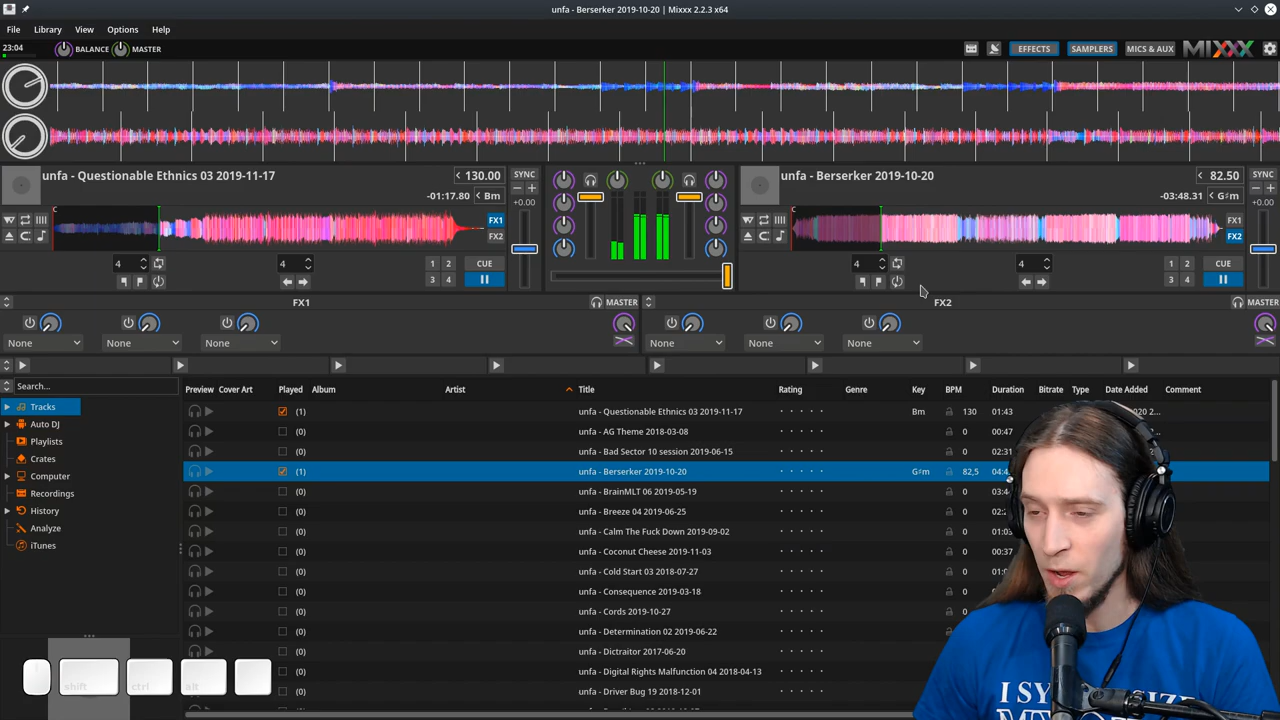 unfa - Berserker 2019-10-20 | Mixxx 2.2.3 x64
File Library View Options Help
23:04 BALANCE MASTER EFFECTS SAMPLERS MICS & AUX MIXXX
unfa - Questionable Ethnics 03 2019-11-17 130.00 SYNC
-01:17.80 Bm +0.00
C FX1
FX2
4 4 1 2 CUE
3 4
unfa - Berserker 2019-10-20 82.50 SYNC
-03:48.31 G♯m +0.00
C FX1
FX2
4 4 1 2 CUE
3 4
FX1 MASTER FX2 MASTER
None None None None None None
Search... Preview Cover Art Played Album Artist Title Rating Genre Key BPM Duration Bitrate Type Date Added Comment
Tracks
Auto DJ
Playlists
Crates
Computer
Recordings
History
Analyze
iTunes
(1) unfa - Questionable Ethnics 03 2019-11-17 Bm 130 01:43
(0) unfa - AG Theme 2018-03-08 0 00:47
(0) unfa - Bad Sector 10 session 2019-06-15 0 02:31
(1) unfa - Berserker 2019-10-20 G♯m 82,5
(0) unfa - BrainMLT 06 2019-05-19 0
(0) unfa - Breeze 04 2019-06-25 0
(0) unfa - Calm The Fuck Down 2019-09-02 0
(0) unfa - Coconut Cheese 2019-11-03 0
(0) unfa - Cold Start 03 2018-07-27 0
(0) unfa - Consequence 2019-03-18 0
(0) unfa - Cords 2019-10-27 0
(0) unfa - Determination 02 2019-06-22 0
(0) unfa - Dictraitor 2017-06-20 0
(0) unfa - Digital Rights Malfunction 04 2018-04-13
(0) unfa - Driver Bug 19 2018-12-01
shift ctrl alt